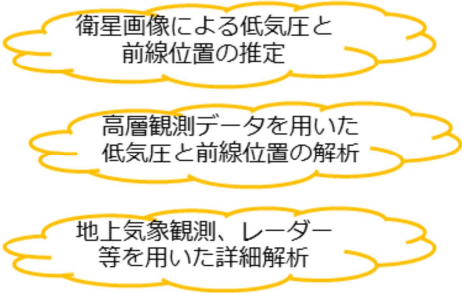 衛星画像による低気圧と
前線位置の推定
高層観測データを用いた
低気圧と前線位置の解析
地上気象観測、レーダー
等を用いた詳細解析